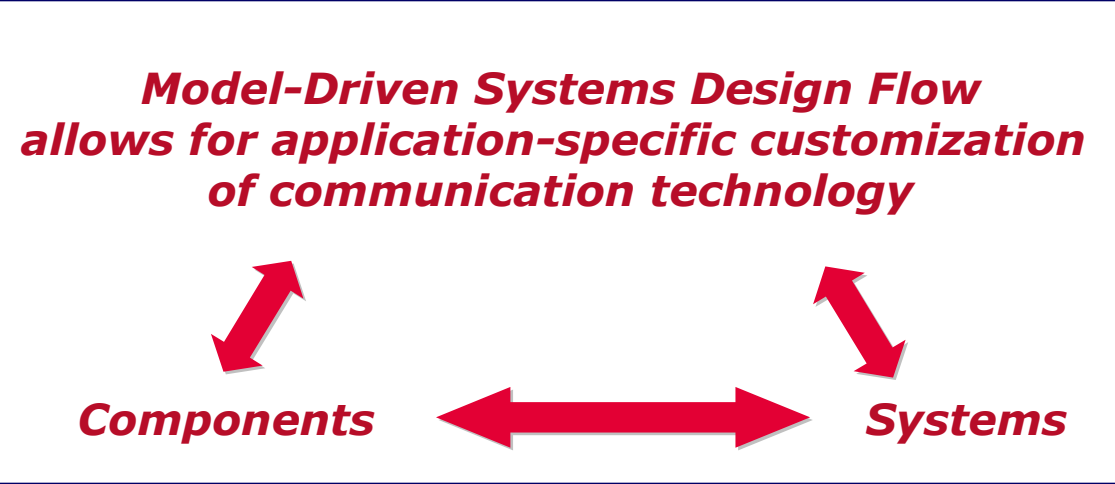 Model-Driven Systems Design Flow
allows for application-specific customization
of communication technology
Components
Systems